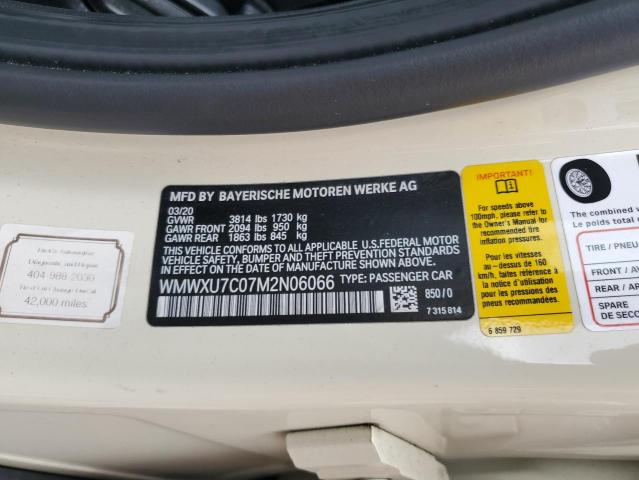 MFD BY BAYERISCHE MOTOREN WERKE AG
03/20
GVWR 3814 lbs 1730 kg
GAWR FRONT 2094 lbs 950 kg
GAWR REAR 1863 lbs 845 kg
THIS VEHICLE CONFORMS TO ALL APPLICABLE U.S.FEDERAL MOTOR
VEHICLE SAFETY, BUMPER AND THEFT PREVENTION STANDARDS
IN EFFECT ON THE DATE OF MANUFACTURE SHOWN ABOVE.
WMWXU7C07M2N06066 TYPE: PASSENGER CAR
850/0
7 315 814
404 988 2030
42,000 miles
IMPORTANT!
For speeds above
100mph, please refer to
the Owner's Manual for
recommended tire
inflation pressures.
Au vitesses
au-dessus de 160
km/h, faites référence à
la notice d'utilisation
pour les pressions de
pneu recommandées.
IMPORTANT!
6 859 729
The combined w
Le poids total
TIRE / PNEU
FRONT / A
REAR / AR
SPARE
DE SECO